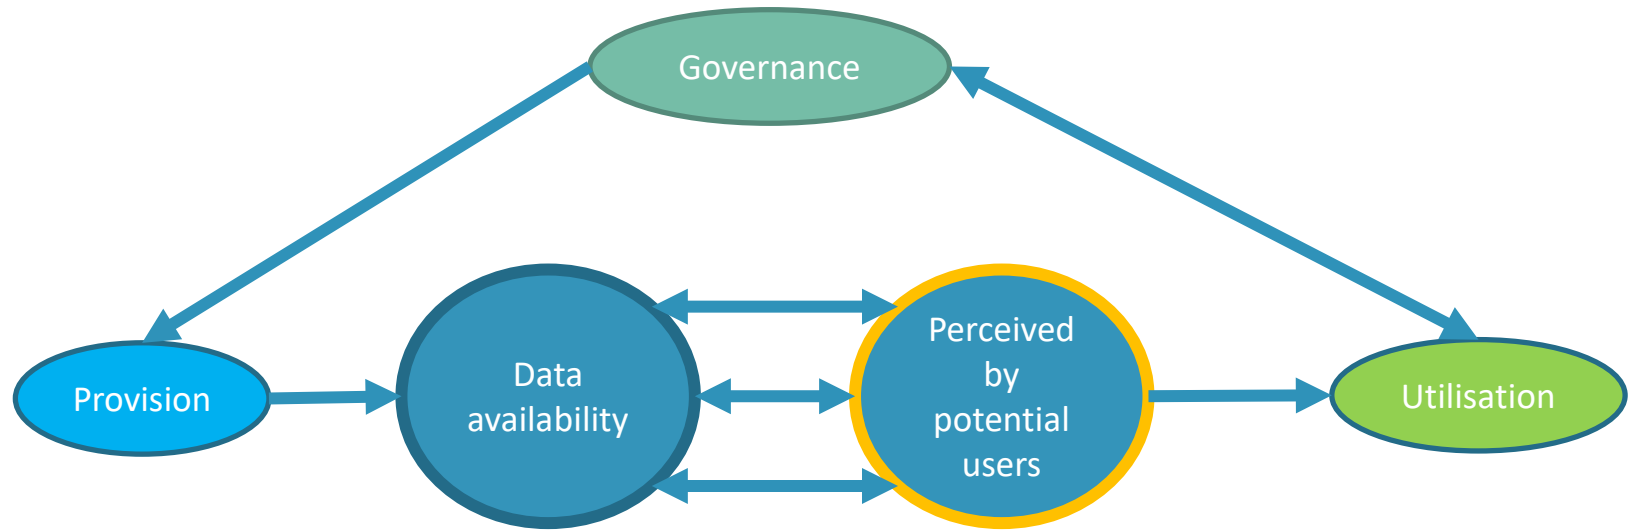 Governance
Provision
Data
availability
Perceived
by
potential
users
Utilisation